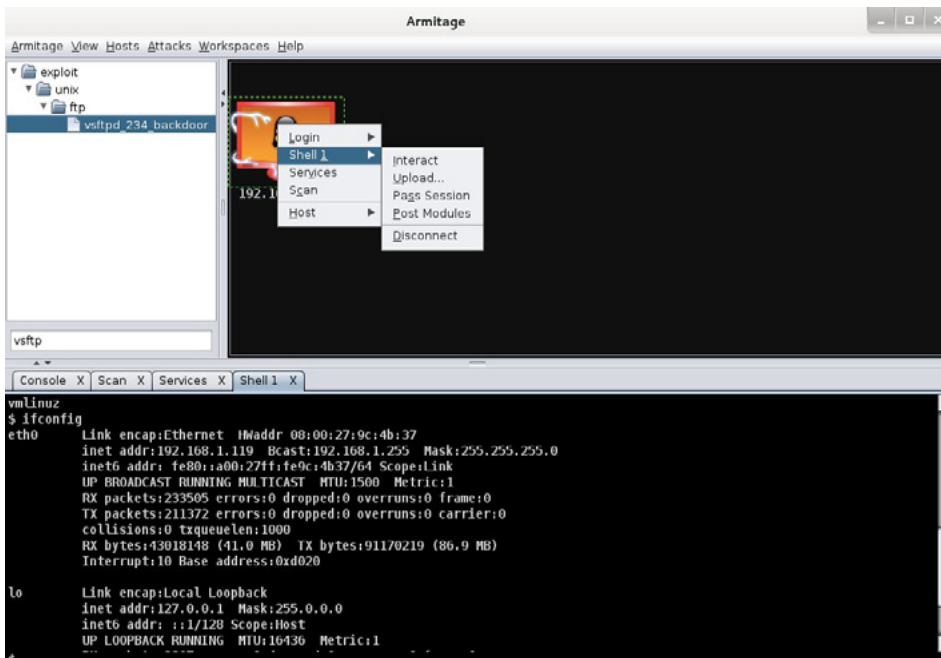 Armitage
Armitage View Hosts Attacks Workspaces Help
exploit
unix
ftp
vsftpd_234_backdoor
vsftp
192.1
Login
Shell 1
Services
Scan
Host
Interact
Upload...
Pass Session
Post Modules
Disconnect
Console X Scan X Services X Shell 1 X
vmlinuz
$ ifconfig
eth0 Link encap:Ethernet HWaddr 08:00:27:9c:4b:37
inet addr:192.168.1.119 Bcast:192.168.1.255 Mask:255.255.255.0
inet6 addr: fe80::a00:27ff:fe9c:4b37/64 Scope:Link
UP BROADCAST RUNNING MULTICAST MTU:1500 Metric:1
RX packets:233505 errors:0 dropped:0 overruns:0 frame:0
TX packets:211372 errors:0 dropped:0 overruns:0 carrier:0
collisions:0 txqueuelen:1000
RX bytes:43018148 (41.0 MB) TX bytes:91170219 (86.9 MB)
Interrupt:10 Base address:0xd020
lo Link encap:Local Loopback
inet addr:127.0.0.1 Mask:255.0.0.0
inet6 addr: ::1/128 Scope:Host
UP LOOPBACK RUNNING MTU:16436 Metric:1